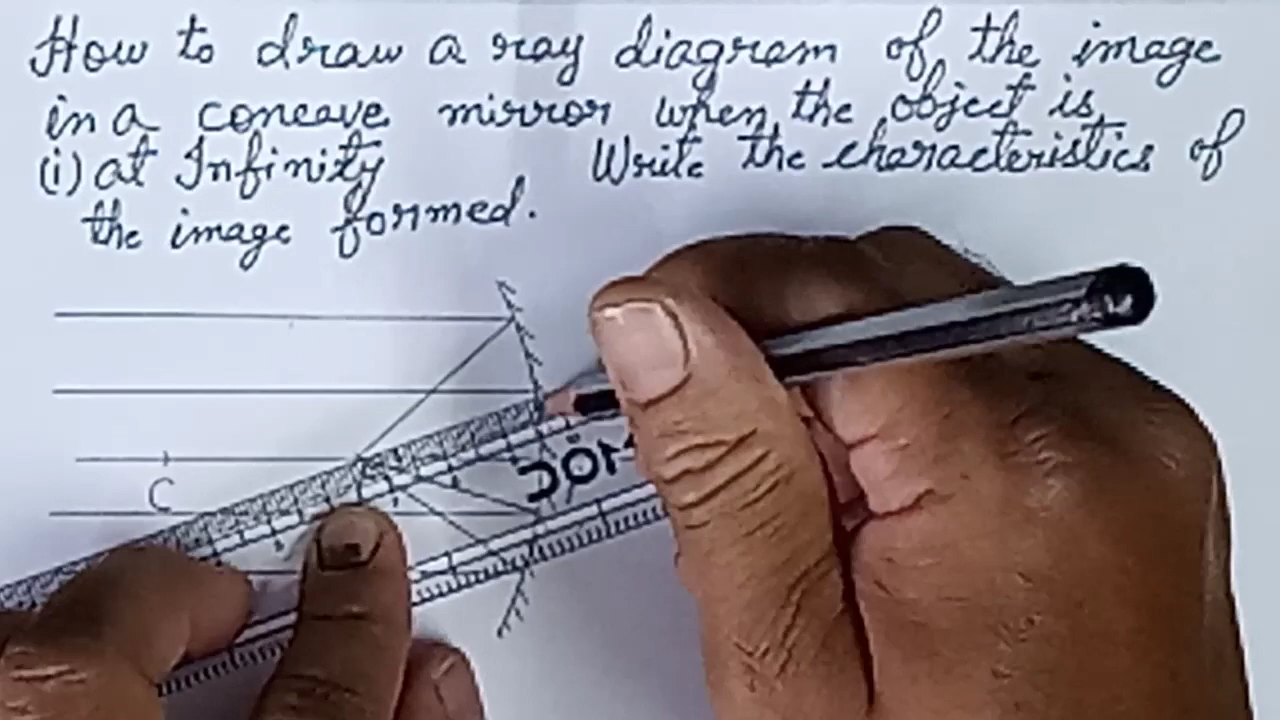 How to draw a ray diagram of the image
in a concave mirror when the object is
(i) at Infinity Write the characteristics of
the image formed.
C